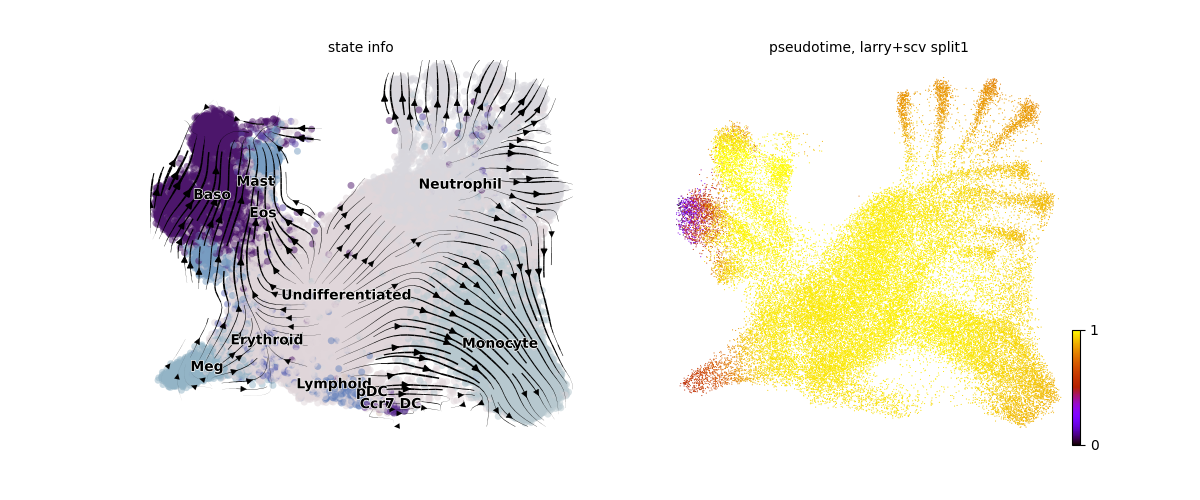 state info
pseudotime, larry+scv split1
Mast
Neutrophil
Baso
Eos
Undifferentiated
Erythroid
Monocyte
Meg
Lymphoid
pDC
Ccr7 DC
1
0